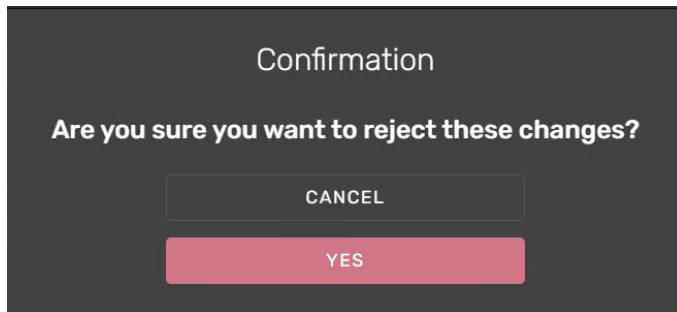 Confirmation
Are you sure you want to reject these changes?
CANCEL
YES